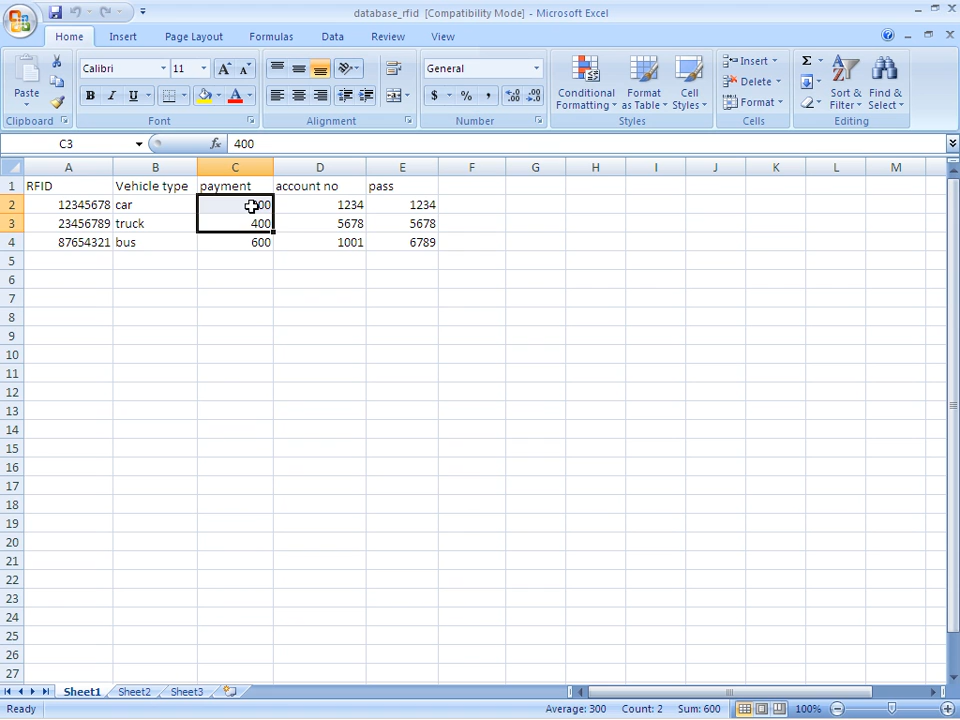 database_rfid [Compatibility Mode] - Microsoft Excel
Home Insert Page Layout Formulas Data Review View
Paste
Calibri 11 A A
B I U A
General
$ % , .0 .00 .00 .0
Conditional Formatting
Format as Table
Cell Styles
Insert
Delete
Format
Σ
Sort & Filter
Find & Select
Clipboard Font Alignment Number Styles Cells Editing
C3 fx 400
A B C D E F G H I J K L M
1 RFID Vehicle type payment account no pass
2 12345678 car 1234 1234
3 23456789 truck 400 5678 5678
4 87654321 bus 600 1001 6789
5
6
7
8
9
10
11
12
13
14
15
16
17
18
19
20
21
22
23
24
25
26
27
Sheet1 Sheet2 Sheet3
Ready Average: 300 Count: 2 Sum: 600 100%